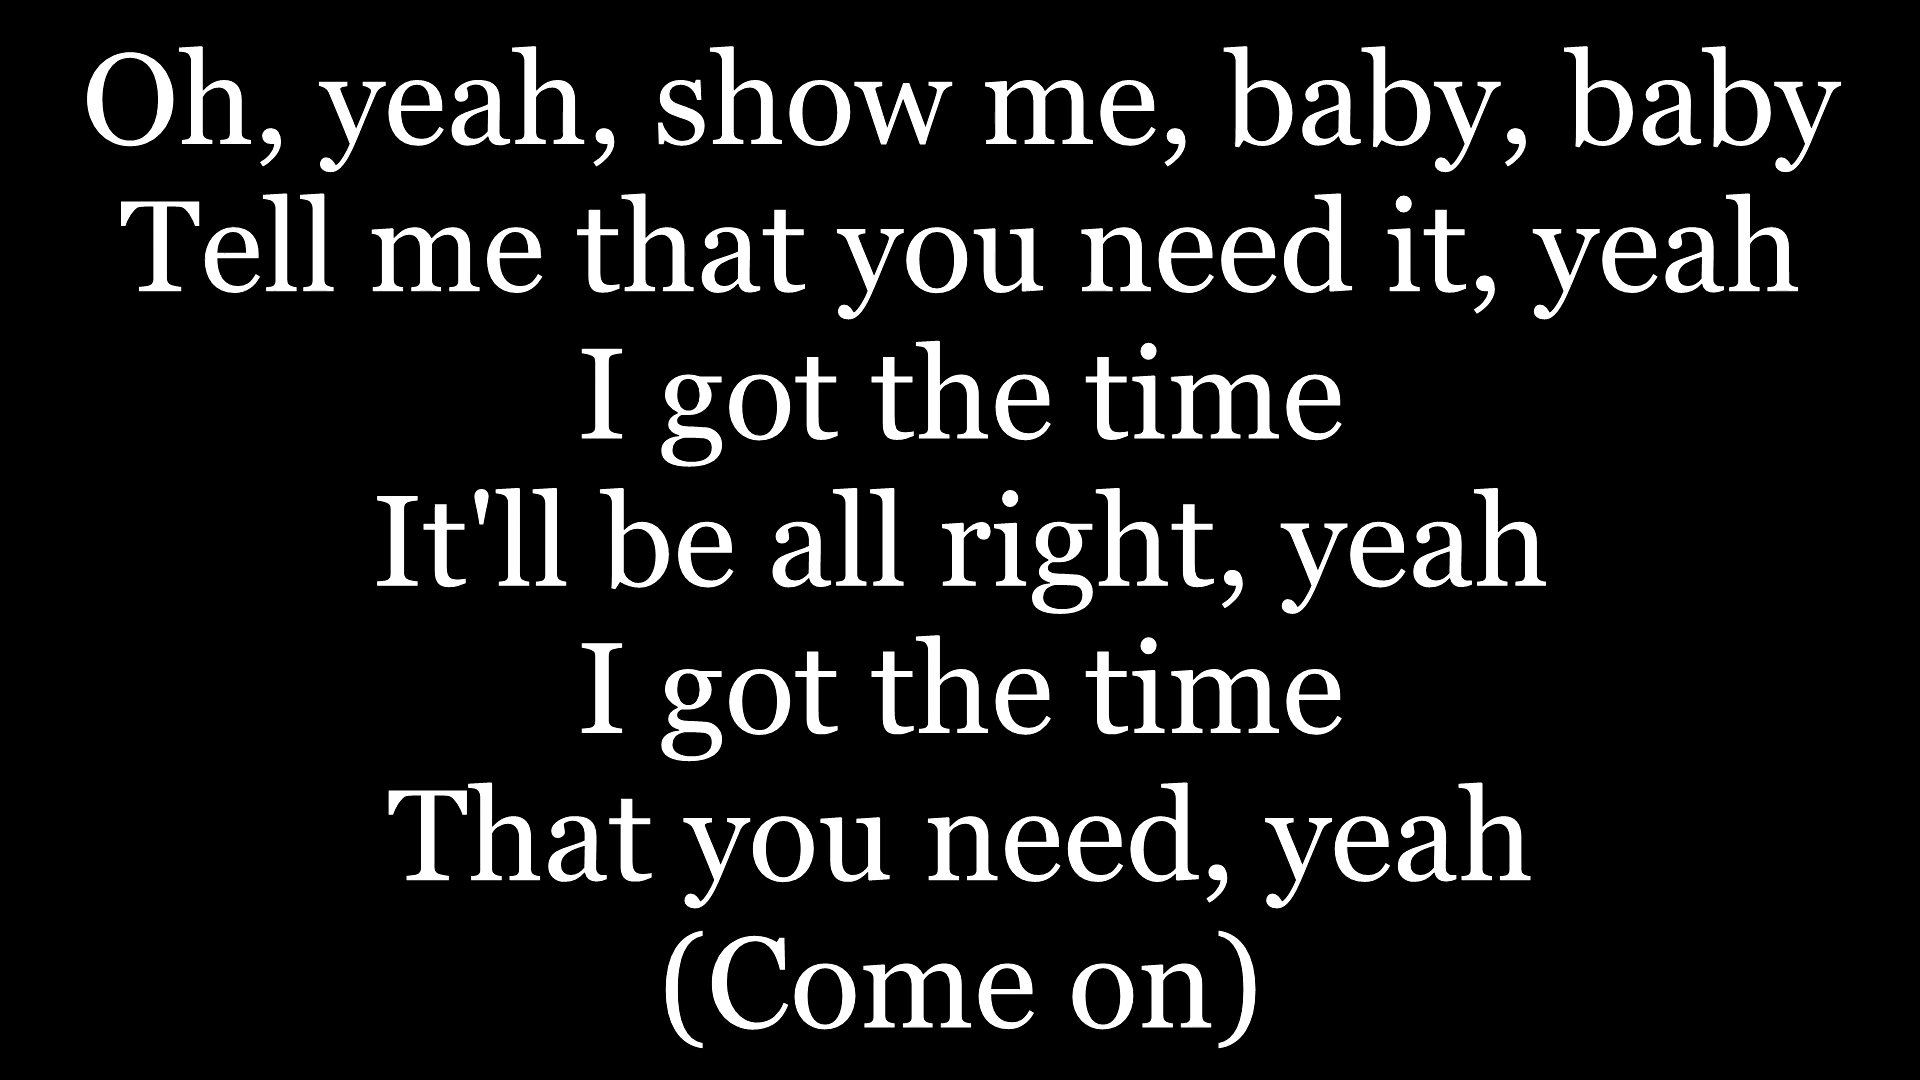 Oh, yeah, show me, baby, baby
Tell me that you need it, yeah
I got the time
It'll be all right, yeah
I got the time
That you need, yeah
(Come on)